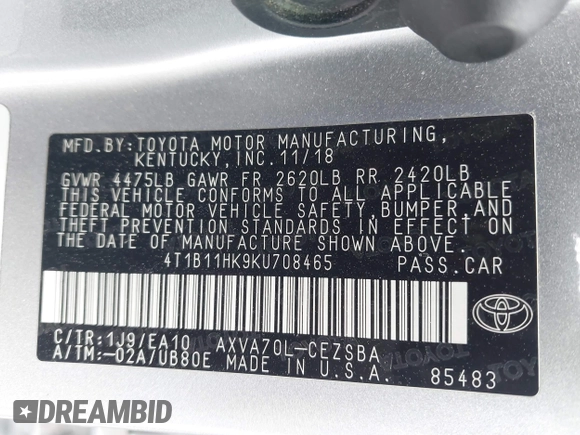 MFD.BY:TOYOTA MOTOR MANUFACTURING,
KENTUCKY,INC.11/18
GVWR 4475LB GAWR FR 2620LB RR 2420LB
THIS VEHICLE CONFORMS TO ALL APPLICABLE
FEDERAL MOTOR VEHICLE SAFETY,BUMPER,AND
THEFT PREVENTION STANDARDS IN EFFECT ON
THE DATE OF MANUFACTURE SHOWN ABOVE.
4T1B11HK9KU708465 PASS.CAR
C/TR:1J9/EA10 AXVA70L-CEZSBA
A/TM:-02A/UB80E MADE IN U.S.A. 85483
DREAMBID